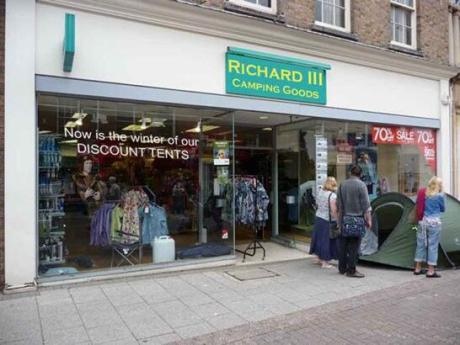 RICHARD III
CAMPING GOODS
Now is the winter of our
DISCOUNT TENTS
70% SALE 70%